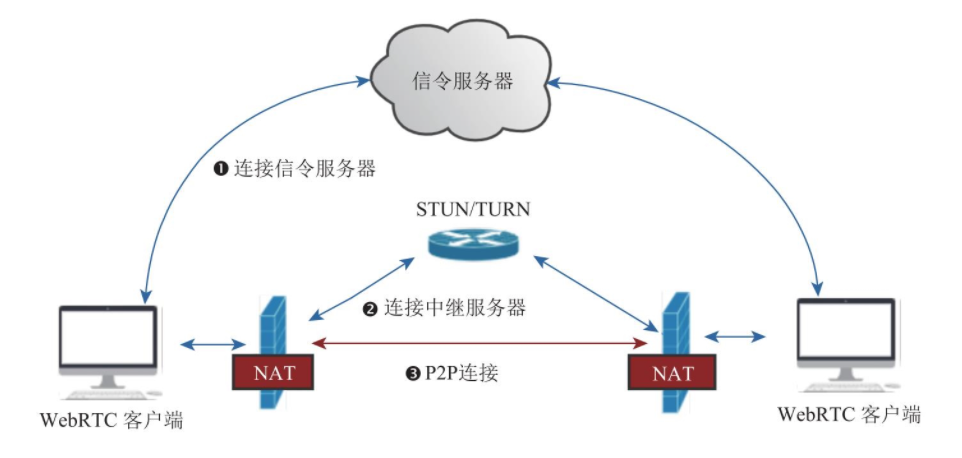 信令服务器
❶ 连接信令服务器
STUN/TURN
❷ 连接中继服务器
NAT
❸ P2P连接
NAT
WebRTC 客户端
WebRTC 客户端